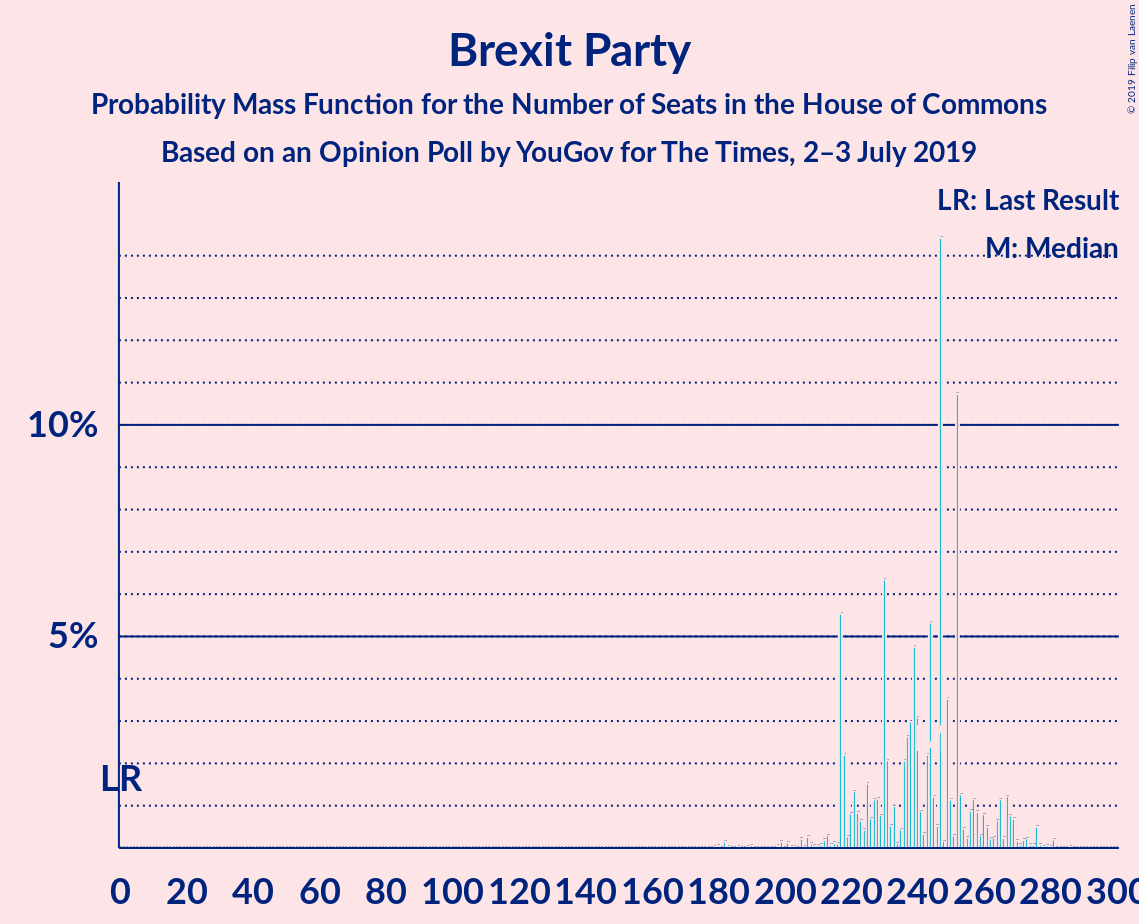 Brexit Party
Probability Mass Function for the Number of Seats in the House of Commons
Based on an Opinion Poll by YouGov for The Times, 2–3 July 2019
© 2019 Filip van Laenen
LR: Last Result
M: Median
10%
5%
LR
0 20 40 60 80 100 120 140 160 180 200 220 240 260 280 300